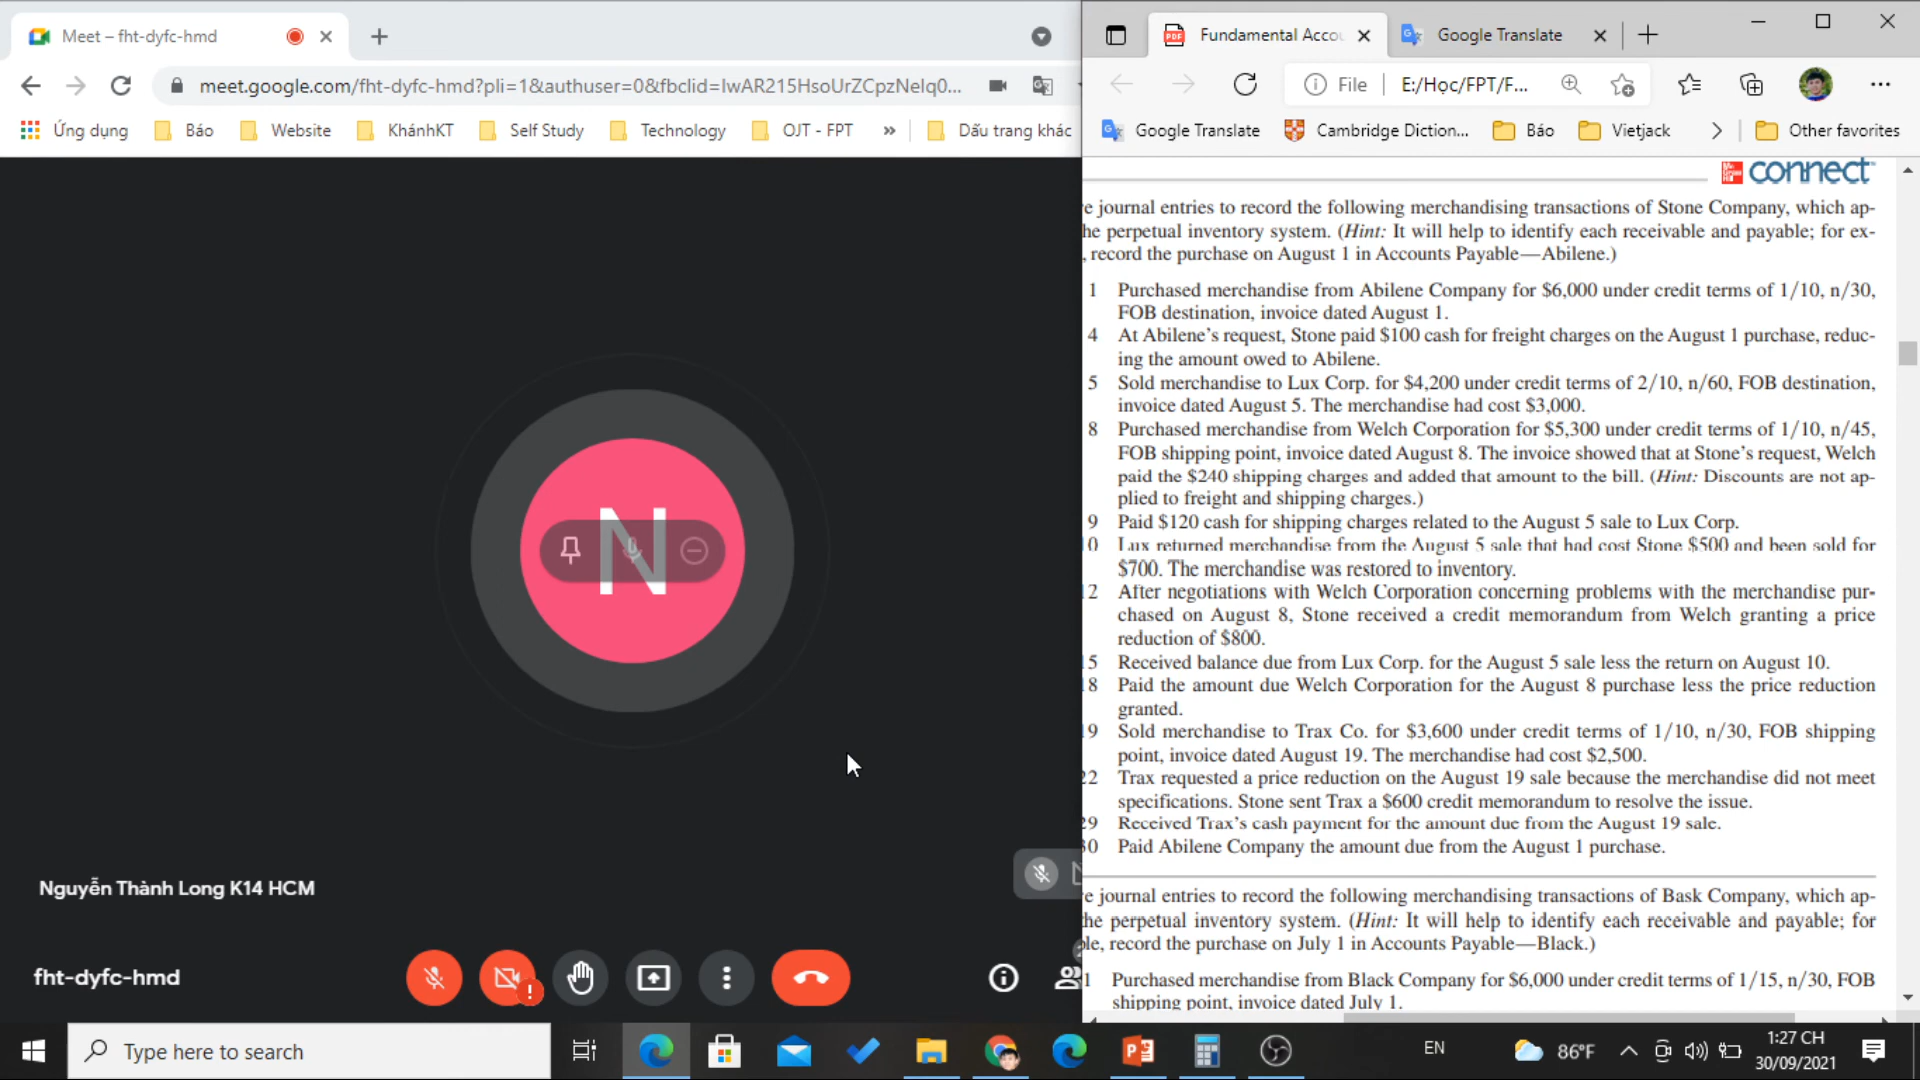 Meet – fht-dyfc-hmd
meet.google.com/fht-dyfc-hmd?pli=1&authuser=0&fbclid=IwAR215HsoUrZCpzNeIq0...
Ứng dụng
Báo
Website
KhánhKT
Self Study
Technology
OJT - FPT
»
Dấu trang khác
N
Nguyễn Thành Long K14 HCM
fht-dyfc-hmd
Fundamental Accou
Google Translate
File
E:/Học/FPT/F...
Google Translate
Cambridge Diction...
Báo
Vietjack
Other favorites
connect
e journal entries to record the following merchandising transactions of Stone Company, which ap-
he perpetual inventory system. (Hint: It will help to identify each receivable and payable; for ex-
, record the purchase on August 1 in Accounts Payable—Abilene.)
1 Purchased merchandise from Abilene Company for $6,000 under credit terms of 1/10, n/30,
FOB destination, invoice dated August 1.
4 At Abilene's request, Stone paid $100 cash for freight charges on the August 1 purchase, reduc-
ing the amount owed to Abilene.
5 Sold merchandise to Lux Corp. for $4,200 under credit terms of 2/10, n/60, FOB destination,
invoice dated August 5. The merchandise had cost $3,000.
8 Purchased merchandise from Welch Corporation for $5,300 under credit terms of 1/10, n/45,
FOB shipping point, invoice dated August 8. The invoice showed that at Stone's request, Welch
paid the $240 shipping charges and added that amount to the bill. (Hint: Discounts are not ap-
plied to freight and shipping charges.)
9 Paid $120 cash for shipping charges related to the August 5 sale to Lux Corp.
10 Lux returned merchandise from the August 5 sale that had cost Stone $500 and been sold for
$700. The merchandise was restored to inventory.
12 After negotiations with Welch Corporation concerning problems with the merchandise pur-
chased on August 8, Stone received a credit memorandum from Welch granting a price
reduction of $800.
15 Received balance due from Lux Corp. for the August 5 sale less the return on August 10.
18 Paid the amount due Welch Corporation for the August 8 purchase less the price reduction
granted.
19 Sold merchandise to Trax Co. for $3,600 under credit terms of 1/10, n/30, FOB shipping
point, invoice dated August 19. The merchandise had cost $2,500.
22 Trax requested a price reduction on the August 19 sale because the merchandise did not meet
specifications. Stone sent Trax a $600 credit memorandum to resolve the issue.
29 Received Trax's cash payment for the amount due from the August 19 sale.
30 Paid Abilene Company the amount due from the August 1 purchase.
e journal entries to record the following merchandising transactions of Bask Company, which ap-
he perpetual inventory system. (Hint: It will help to identify each receivable and payable; for
le, record the purchase on July 1 in Accounts Payable—Black.)
1 Purchased merchandise from Black Company for $6,000 under credit terms of 1/15, n/30, FOB
shipping point, invoice dated July 1.
Type here to search
EN
86°F
1:27 CH
30/09/2021